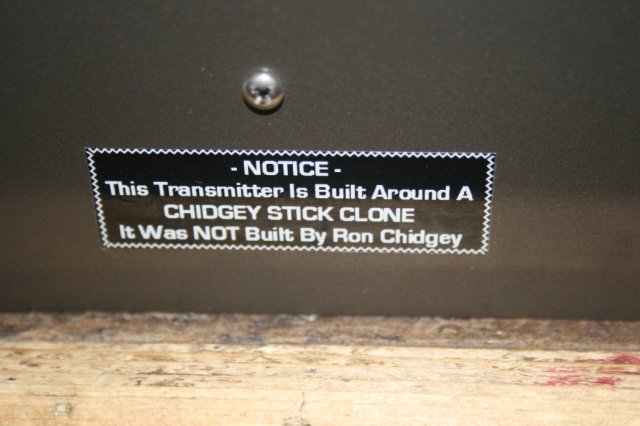 - NOTICE -
This Transmitter Is Built Around A
CHIDGEY STICK CLONE
It Was NOT Built By Ron Chidgey